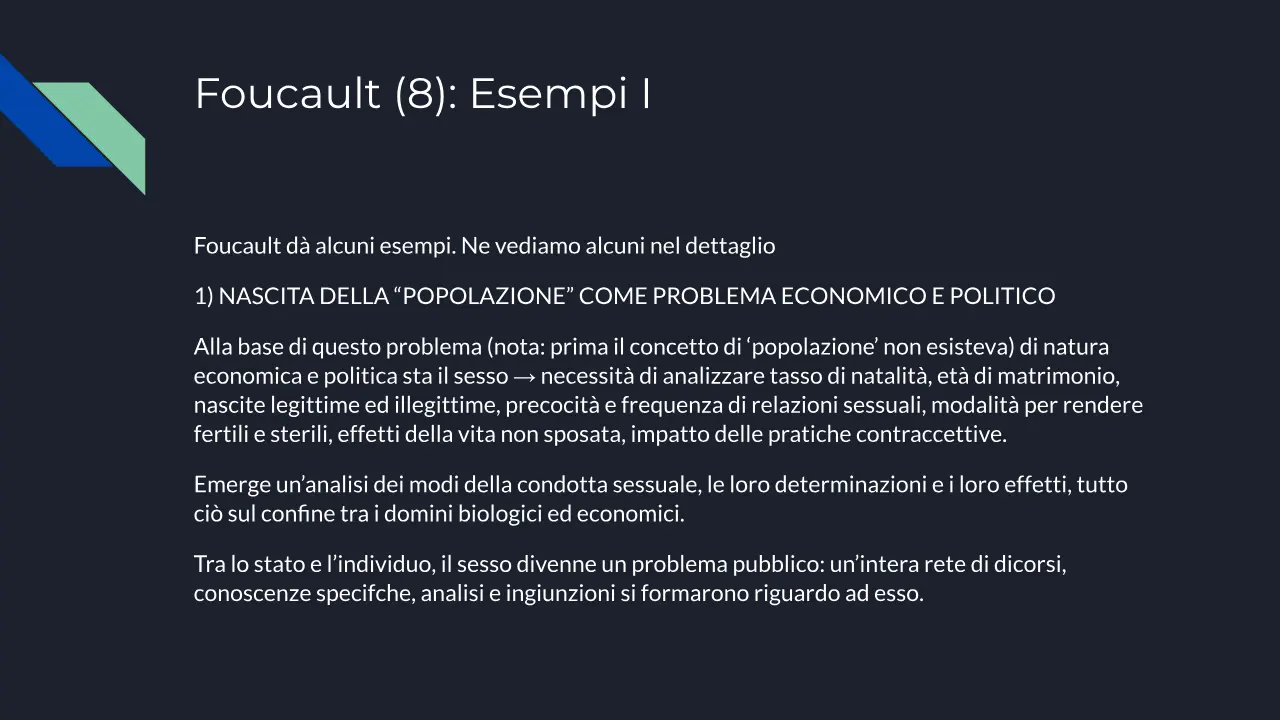 Foucault (8): Esempi I
Foucault dà alcuni esempi. Ne vediamo alcuni nel dettaglio
1) NASCITA DELLA “POPOLAZIONE” COME PROBLEMA ECONOMICO E POLITICO
Alla base di questo problema (nota: prima il concetto di ‘popolazione’ non esisteva) di natura
economica e politica sta il sesso → necessità di analizzare tasso di natalità, età di matrimonio,
nascite legittime ed illegittime, precocità e frequenza di relazioni sessuali, modalità per rendere
fertili e sterili, effetti della vita non sposata, impatto delle pratiche contraccettive.
Emerge un’analisi dei modi della condotta sessuale, le loro determinazioni e i loro effetti, tutto
ciò sul confine tra i domini biologici ed economici.
Tra lo stato e l’individuo, il sesso divenne un problema pubblico: un’intera rete di dicorsi,
conoscenze specifche, analisi e ingiunzioni si formarono riguardo ad esso.